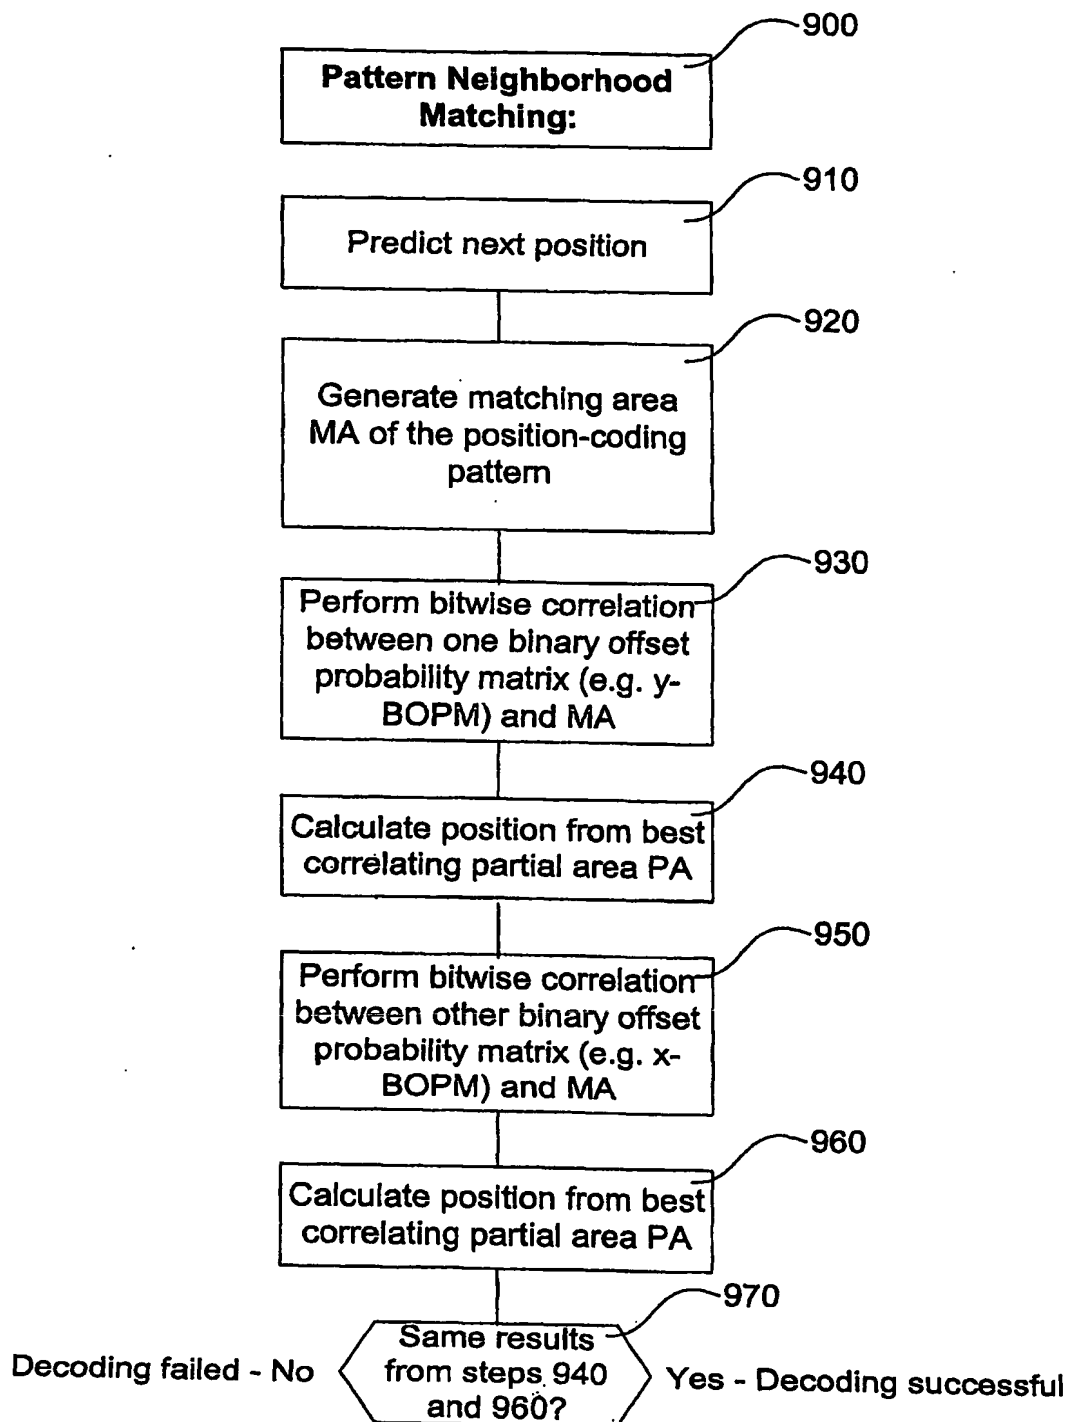 900
Pattern Neighborhood
Matching:
910
Predict next position
920
Generate matching area
MA of the position-coding
pattern
930
Perform bitwise correlation
between one binary offset
probability matrix (e.g. y-
BOPM) and MA
940
Calculate position from best
correlating partial area PA
950
Perform bitwise correlation
between other binary offset
probability matrix (e.g. x-
BOPM) and MA
960
Calculate position from best
correlating partial area PA
970
Same results
from steps 940
and 960?
Decoding failed - No
Yes - Decoding successful